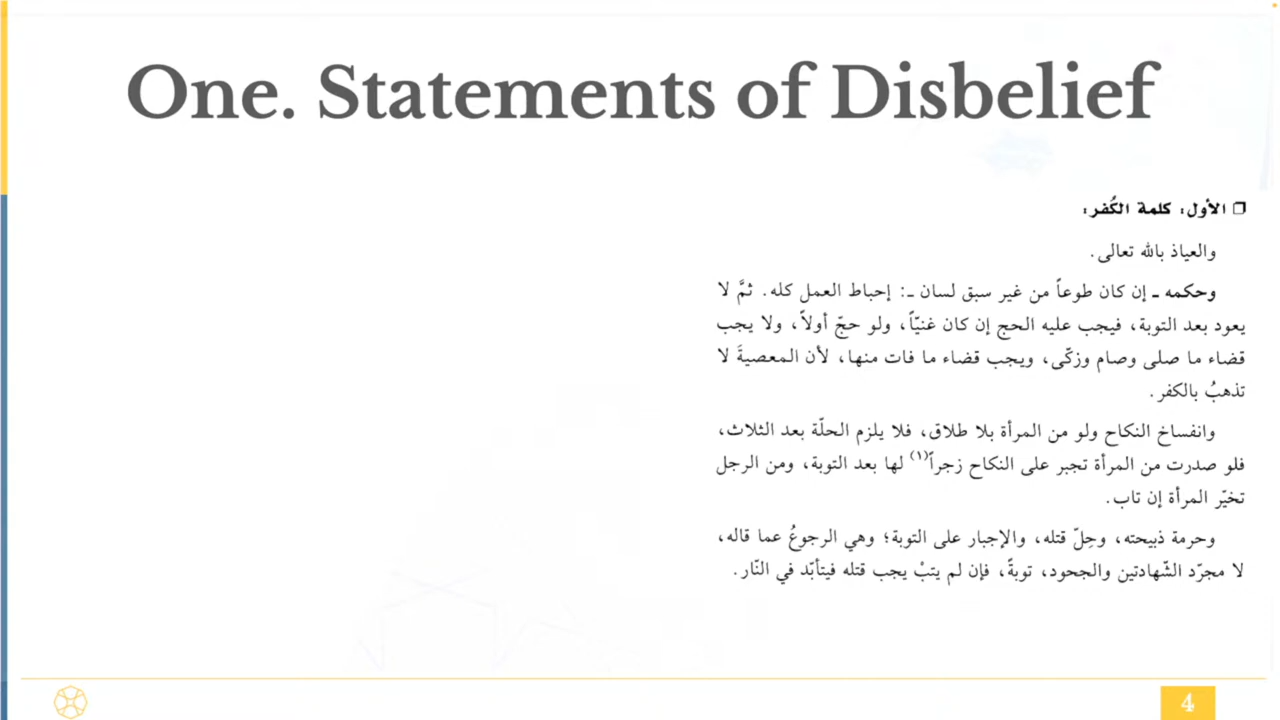 One. Statements of Disbelief
❐ الأول: كلمة الكُفر:
والعياذ بالله تعالى.
وحكمه ـ إن كان طوعاً من غير سبق لسان ـ: إحباط العمل كله. ثمَّ لا
يعود بعد التوبة، فيجب عليه الحج إن كان غنيّاً، ولو حجّ أولاً، ولا يجب
قضاء ما صلى وصام وزكّى، ويجب قضاء ما فات منها، لأن المعصيةَ لا
تذهبُ بالكفر.
وانفساخ النكاح ولو من المرأة بلا طلاق، فلا يلزم الحلّة بعد الثلاث،
فلو صدرت من المرأة تجبر على النكاح زجراً(١) لها بعد التوبة، ومن الرجل
تخيّر المرأة إن تاب.
وحرمة ذبيحته، وحِلّ قتله، والإجبار على التوبة؛ وهي الرجوعُ عما قاله،
لا مجرّد الشّهادتين والجحود، توبةً، فإن لم يتبْ يجب قتله فيتأبّد في النّار.
4